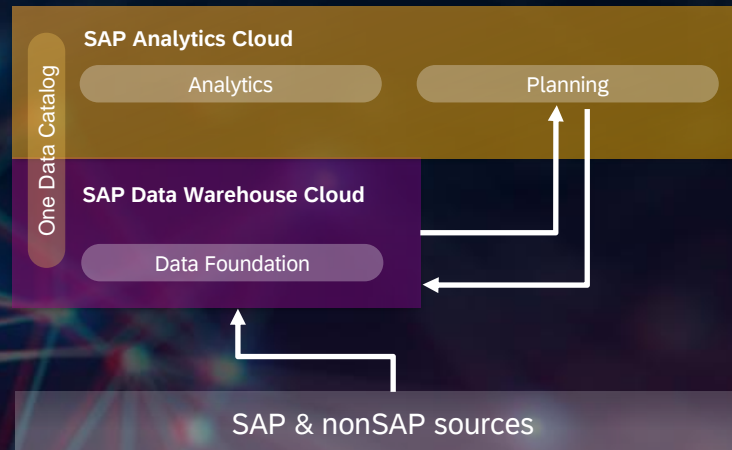 SAP Analytics Cloud
Analytics
Planning
One Data Catalog
SAP Data Warehouse Cloud
Data Foundation
SAP & nonSAP sources